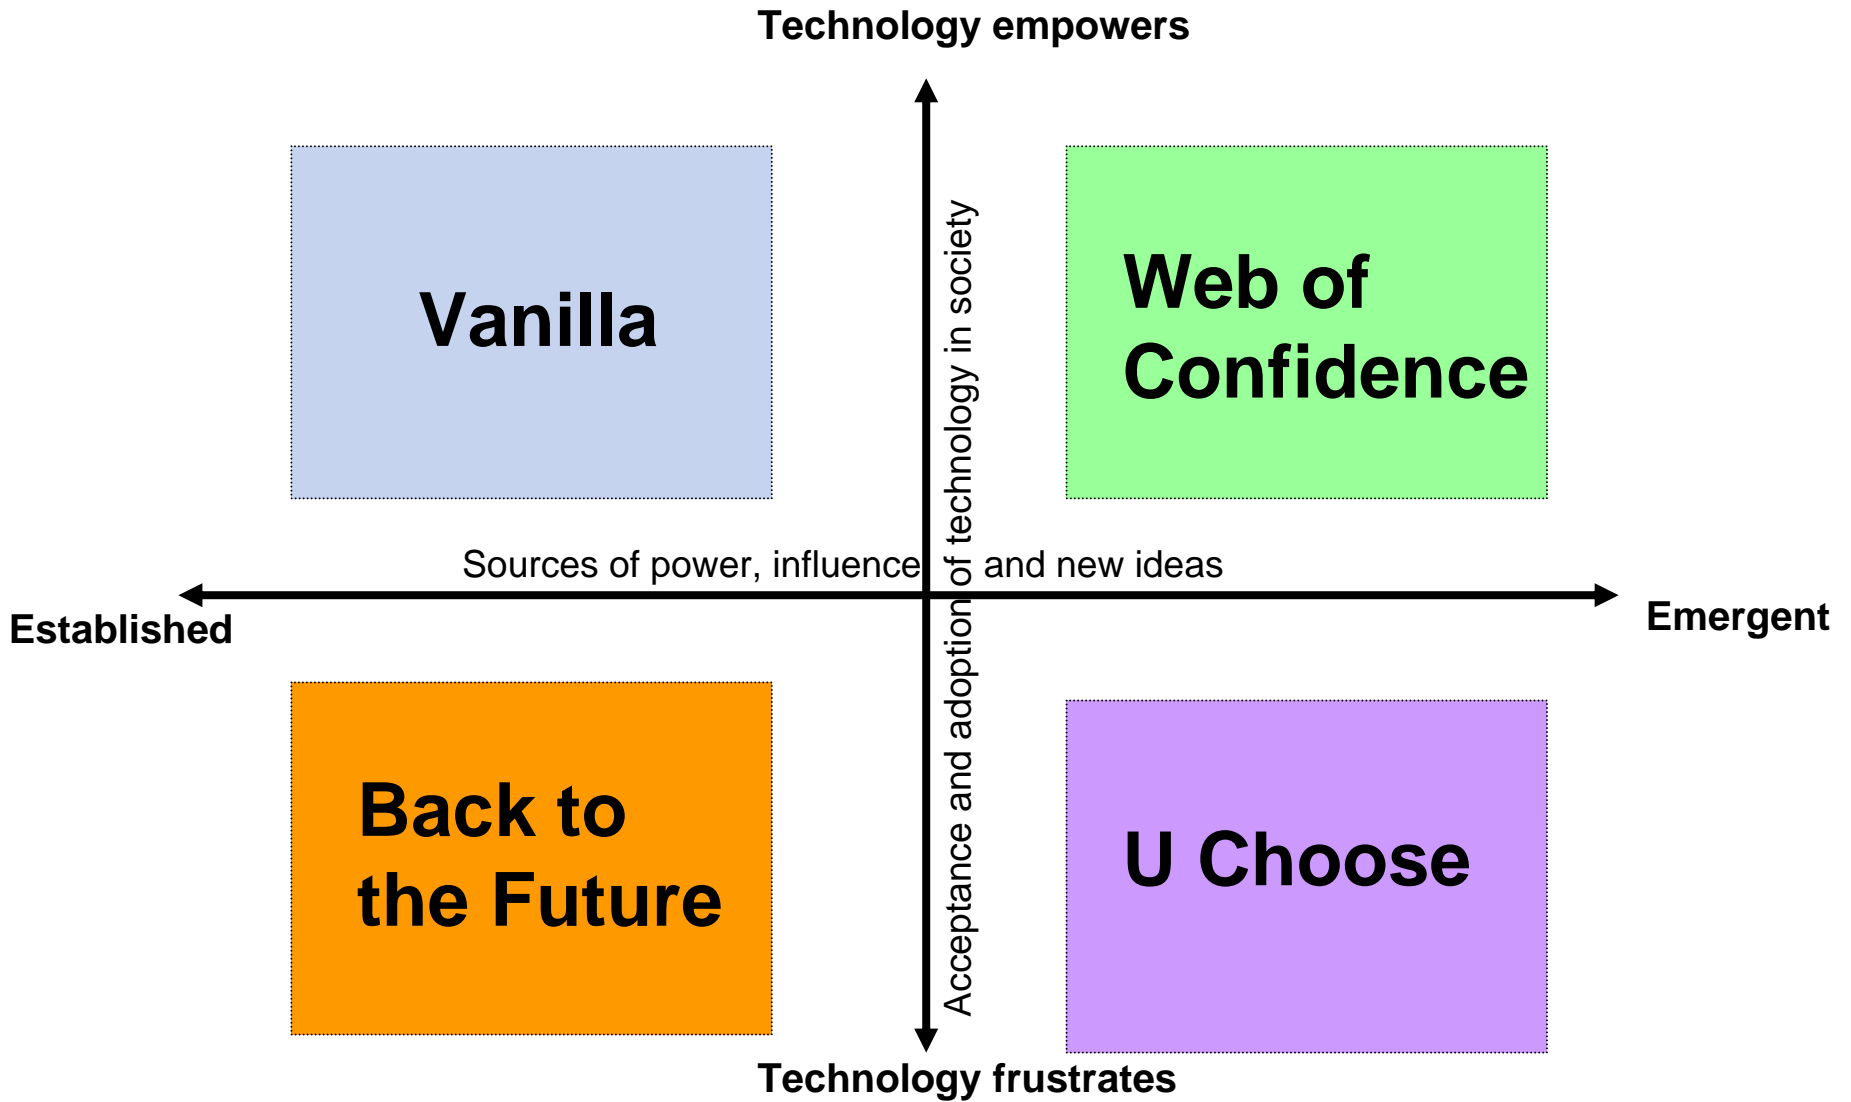 Technology empowers
Vanilla
Web of
Confidence
Acceptance and adoption of technology in society
Sources of power, influence and new ideas
Established
Emergent
Back to
the Future
U Choose
Technology frustrates